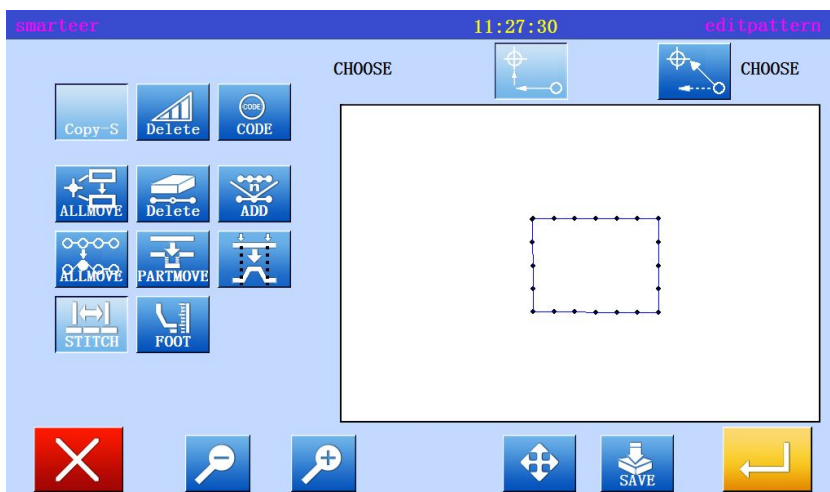 smarteer 11:27:30 editpattern
CHOOSE CHOOSE
Copy-S Delete CODE CODE
ALLMOVE Delete n ADD
ALLMOVE PARTMOVE
STITCH FOOT
SAVE